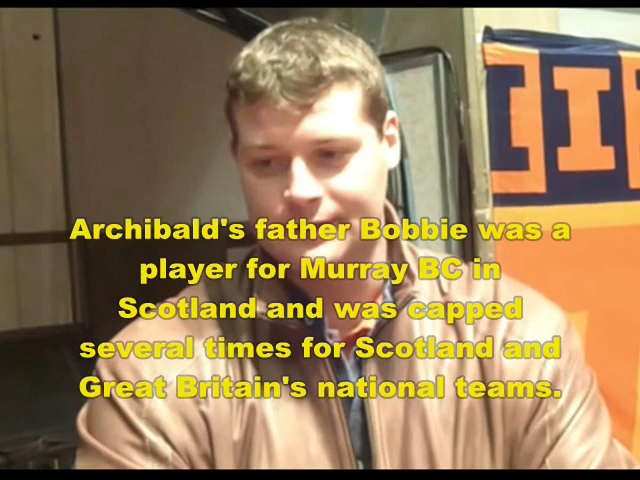 Archibald's father Bobbie was a
player for Murray BC in
Scotland and was capped
several times for Scotland and
Great Britain's national teams.